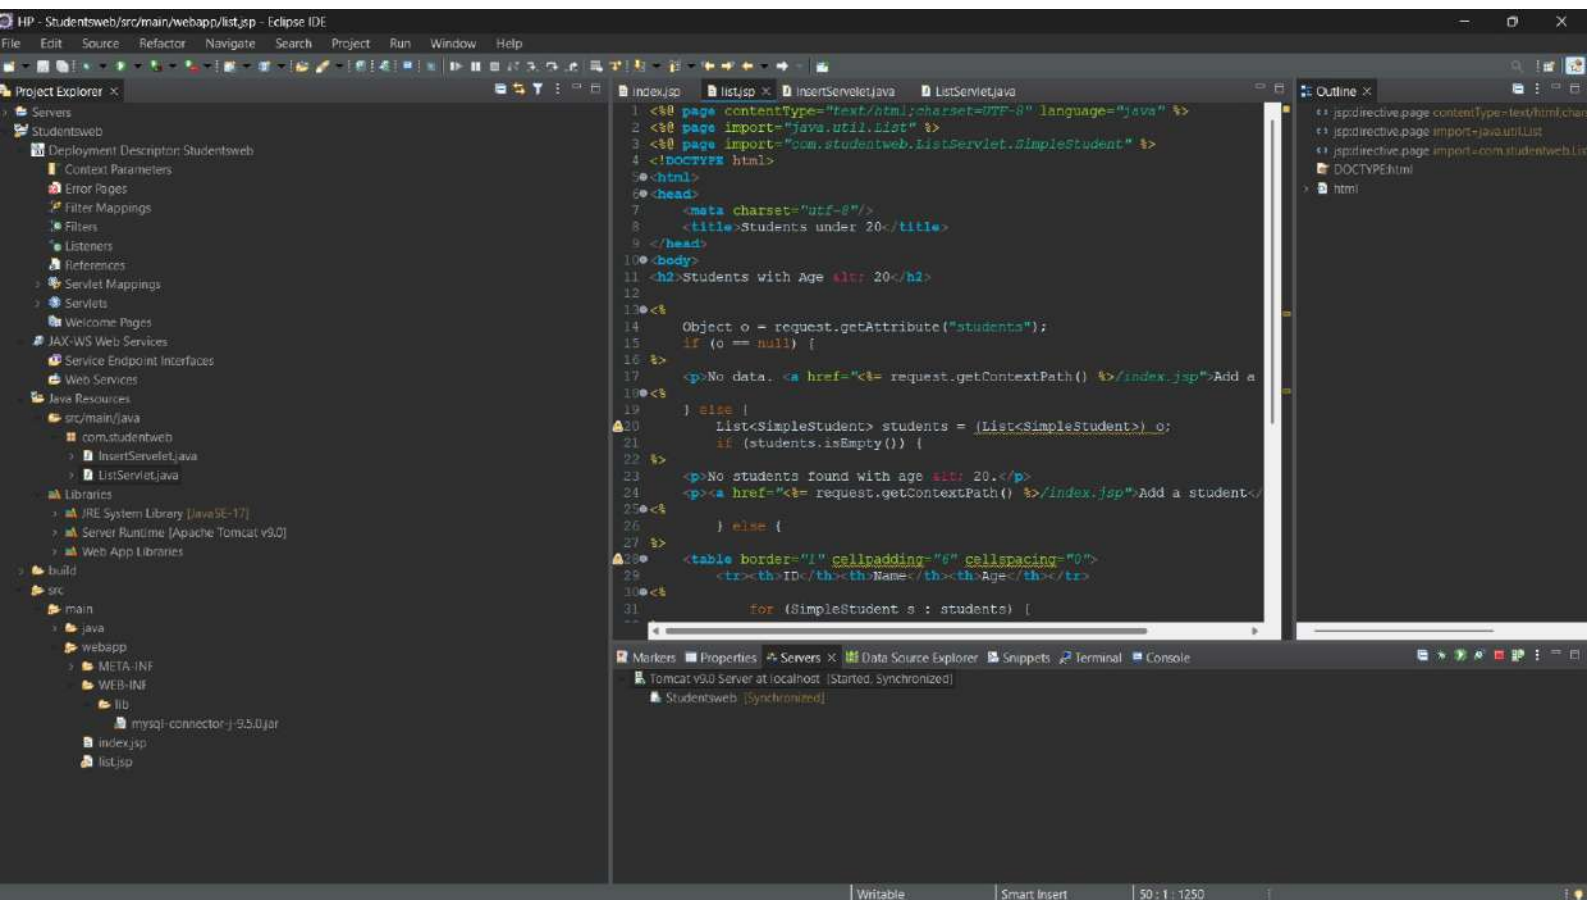 HP - Studentsweb/src/main/webapp/list.jsp - Eclipse IDE
File Edit Source Refactor Navigate Search Project Run Window Help
Project Explorer
Servers
Studentsweb
Deployment Descriptor: Studentsweb
Context Parameters
Error Pages
Filter Mappings
Filters
Listeners
References
Servlet Mappings
Servlets
Welcome Pages
JAX-WS Web Services
Service Endpoint Interfaces
Web Services
Java Resources
src/main/java
com.studentweb
InsertServelet.java
ListServlet.java
Libraries
JRE System Library [JavaSE-17]
Server Runtime [Apache Tomcat v9.0]
Web App Libraries
build
src
main
java
webapp
META-INF
WEB-INF
lib
mysql-connector-j-9.5.0.jar
index.jsp
list.jsp
index.jsp list.jsp InsertServelet.java ListServlet.java
1 <%@ page contentType="text/html;charset=UTF-8" language="java" %>
2 <%@ page import="java.util.List" %>
3 <%@ page import="com.studentweb.ListServlet.SimpleStudent" %>
4 <!DOCTYPE html>
5 <html>
6 <head>
7 <meta charset="utf-8"/>
8 <title>Students under 20</title>
9 </head>
10 <body>
11 <h2>Students with Age &lt; 20</h2>
12
13 <%
14 Object o = request.getAttribute("students");
15 if (o == null) {
16 %>
17 <p>No data. <a href="<%= request.getContextPath() %>/index.jsp">Add a
18 <%
19 } else {
20 List<SimpleStudent> students = (List<SimpleStudent>) o;
21 if (students.isEmpty()) {
22 %>
23 <p>No students found with age &lt; 20.</p>
24 <p><a href="<%= request.getContextPath() %>/index.jsp">Add a student</
25 <%
26 } else {
27 %>
28 <table border="1" cellpadding="6" cellspacing="0">
29 <tr><th>ID</th><th>Name</th><th>Age</th></tr>
30 <%
31 for (SimpleStudent s : students) {
Outline
jsp:directive.page contentType=text/html;char
jsp:directive.page import=java.util.List
jsp:directive.page import=com.studentweb.Lis
DOCTYPE:html
html
Markers Properties Servers Data Source Explorer Snippets Terminal Console
Tomcat v9.0 Server at localhost [Started, Synchronized]
Studentsweb [Synchronized]
Writable Smart Insert 50 : 1 : 1250